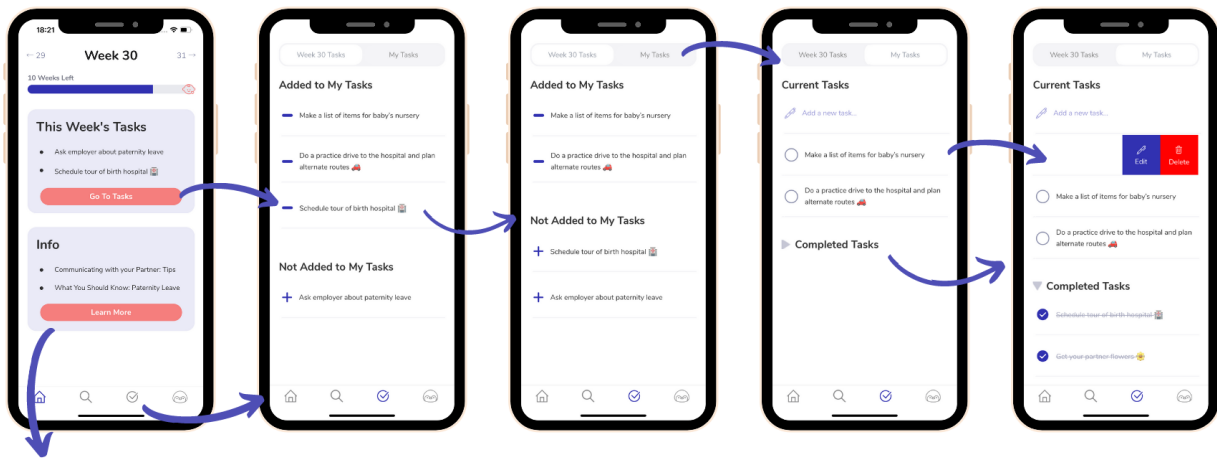 18:21
← 29
Week 30
31 →
10 Weeks Left
This Week's Tasks
Ask employer about paternity leave
Schedule tour of birth hospital 🏥
Go To Tasks
Info
Communicating with your Partner: Tips
What You Should Know: Paternity Leave
Learn More
Week 30 Tasks
My Tasks
Added to My Tasks
Make a list of items for baby's nursery
Do a practice drive to the hospital and plan
alternate routes 🚗
Schedule tour of birth hospital 🏥
Not Added to My Tasks
Ask employer about paternity leave
Week 30 Tasks
My Tasks
Added to My Tasks
Make a list of items for baby's nursery
Do a practice drive to the hospital and plan
alternate routes 🚗
Not Added to My Tasks
Schedule tour of birth hospital 🏥
Ask employer about paternity leave
Week 30 Tasks
My Tasks
Current Tasks
Add a new task...
Make a list of items for baby's nursery
Do a practice drive to the hospital and plan
alternate routes 🚗
Completed Tasks
Week 30 Tasks
My Tasks
Current Tasks
Add a new task...
Edit
Delete
Make a list of items for baby's nursery
Do a practice drive to the hospital and plan
alternate routes 🚗
Completed Tasks
Schedule tour of birth hospital 🏥
Get your partner flowers 🌼